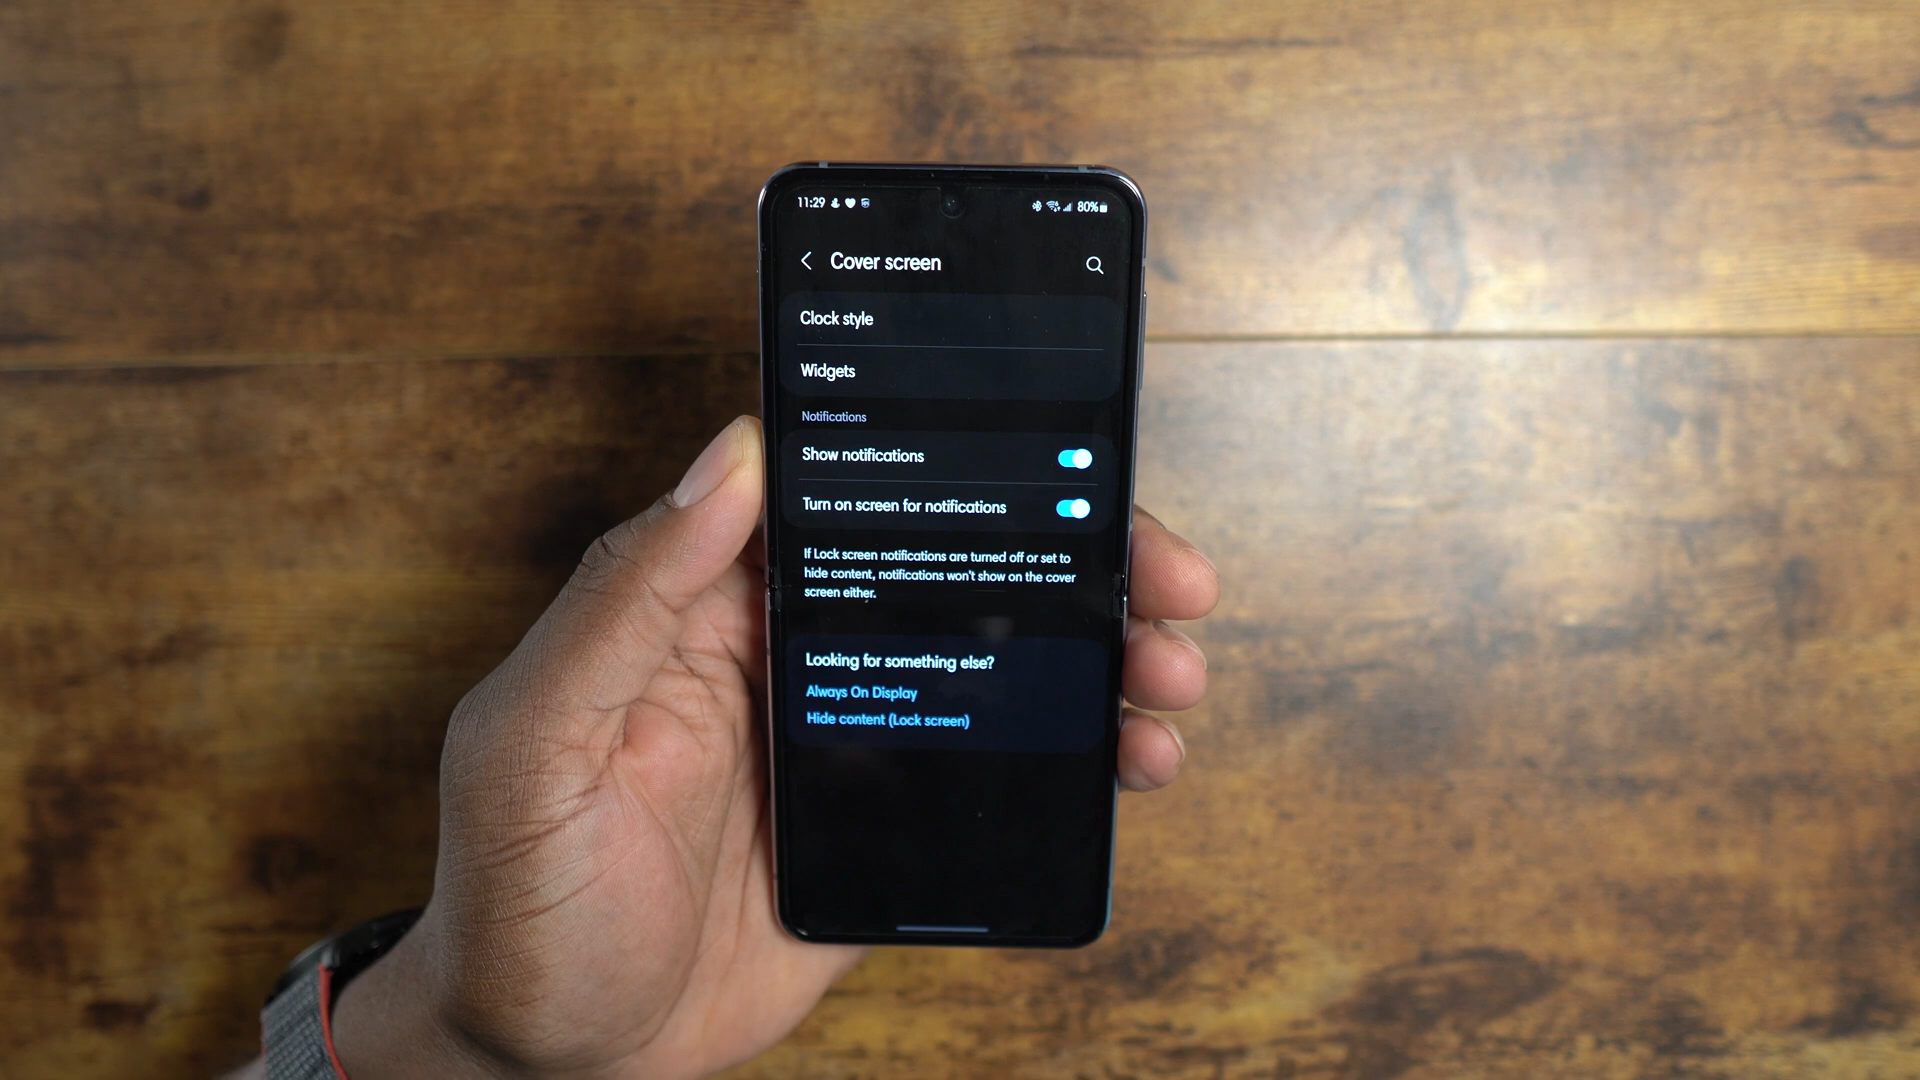 11:29
80%
Cover screen
Clock style
Widgets
Notifications
Show notifications
Turn on screen for notifications
If Lock screen notifications are turned off or set to
hide content, notifications won't show on the cover
screen either.
Looking for something else?
Always On Display
Hide content (Lock screen)